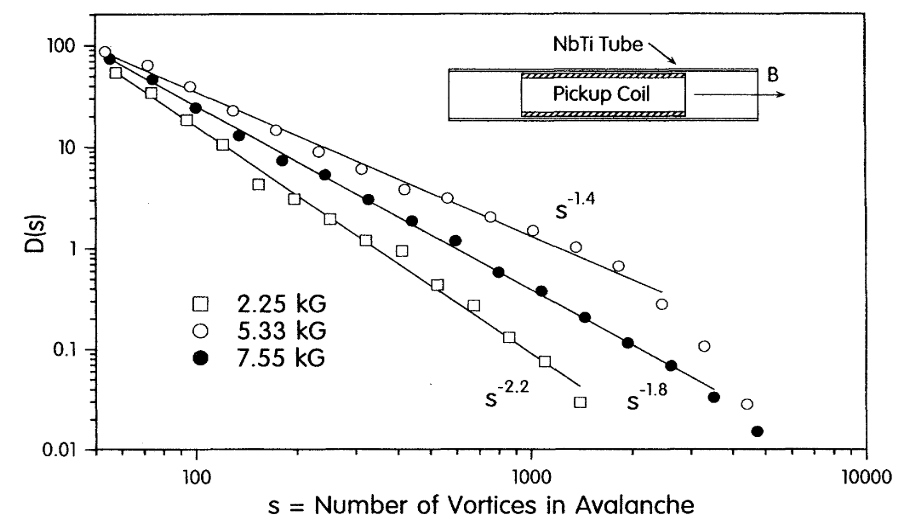 100
10
1
0.1
0.01
D(s)
NbTi Tube
B
Pickup Coil
s-1.4
2.25 kG
5.33 kG
7.55 kG
s-2.2
s-1.8
100
1000
10000
s = Number of Vortices in Avalanche